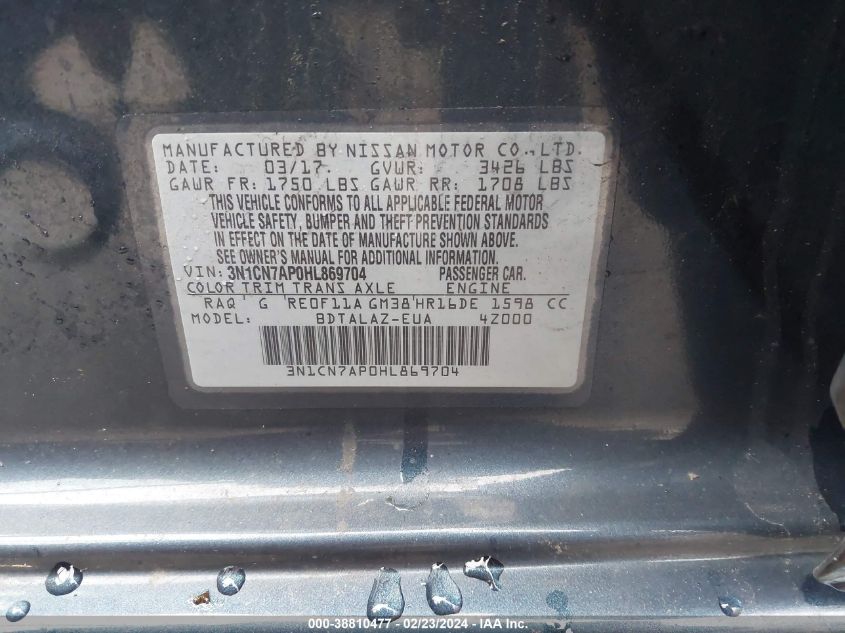 MANUFACTURED BY NISSAN MOTOR CO., LTD.
DATE: 03/17 GVWR: 3426 LBS
GAWR FR: 1750 LBS GAWR RR: 1708 LBS
THIS VEHICLE CONFORMS TO ALL APPLICABLE FEDERAL MOTOR
VEHICLE SAFETY, BUMPER AND THEFT PREVENTION STANDARDS
IN EFFECT ON THE DATE OF MANUFACTURE SHOWN ABOVE.
SEE OWNER'S MANUAL FOR ADDITIONAL INFORMATION.
VIN: 3N1CN7AP0HL869704 PASSENGER CAR.
COLOR TRIM TRANS AXLE ENGINE
RAQ G RE0F11A GM38 HR16DE 1598 CC
MODEL: BDTALAZ-EUA 4Z000
3N1CN7AP0HL869704
000-38810477 - 02/23/2024 - IAA Inc.